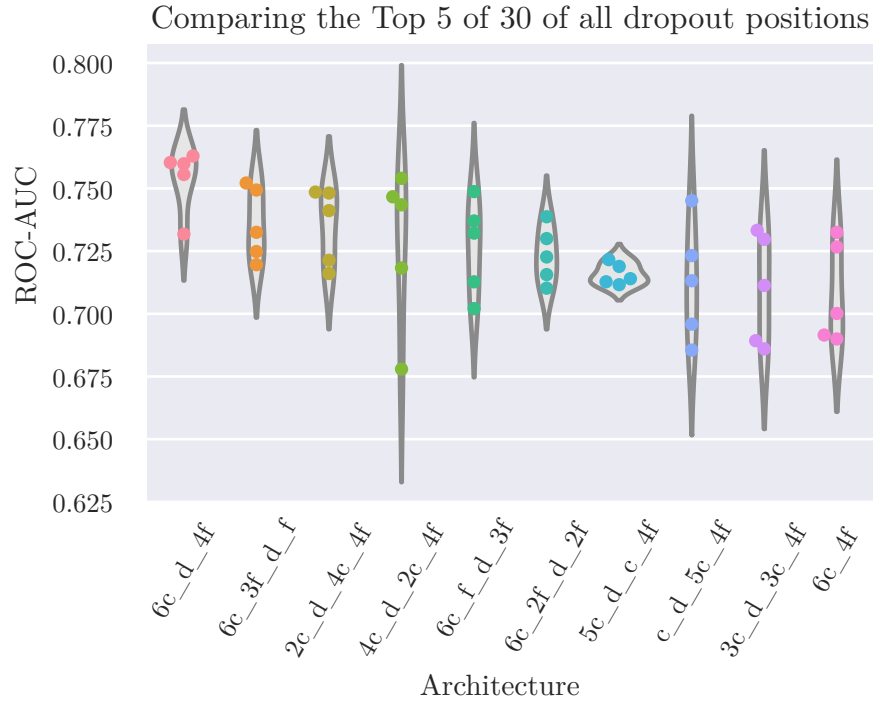 Comparing the Top 5 of 30 of all dropout positions
ROC-AUC
0.800
0.775
0.750
0.725
0.700
0.675
0.650
0.625
6c_d_4f
6c_3f_d_f
2c_d_4c_4f
4c_d_2c_4f
6c_f_d_3f
6c_2f_d_2f
5c_d_c_4f
c_d_5c_4f
3c_d_3c_4f
6c_4f
Architecture